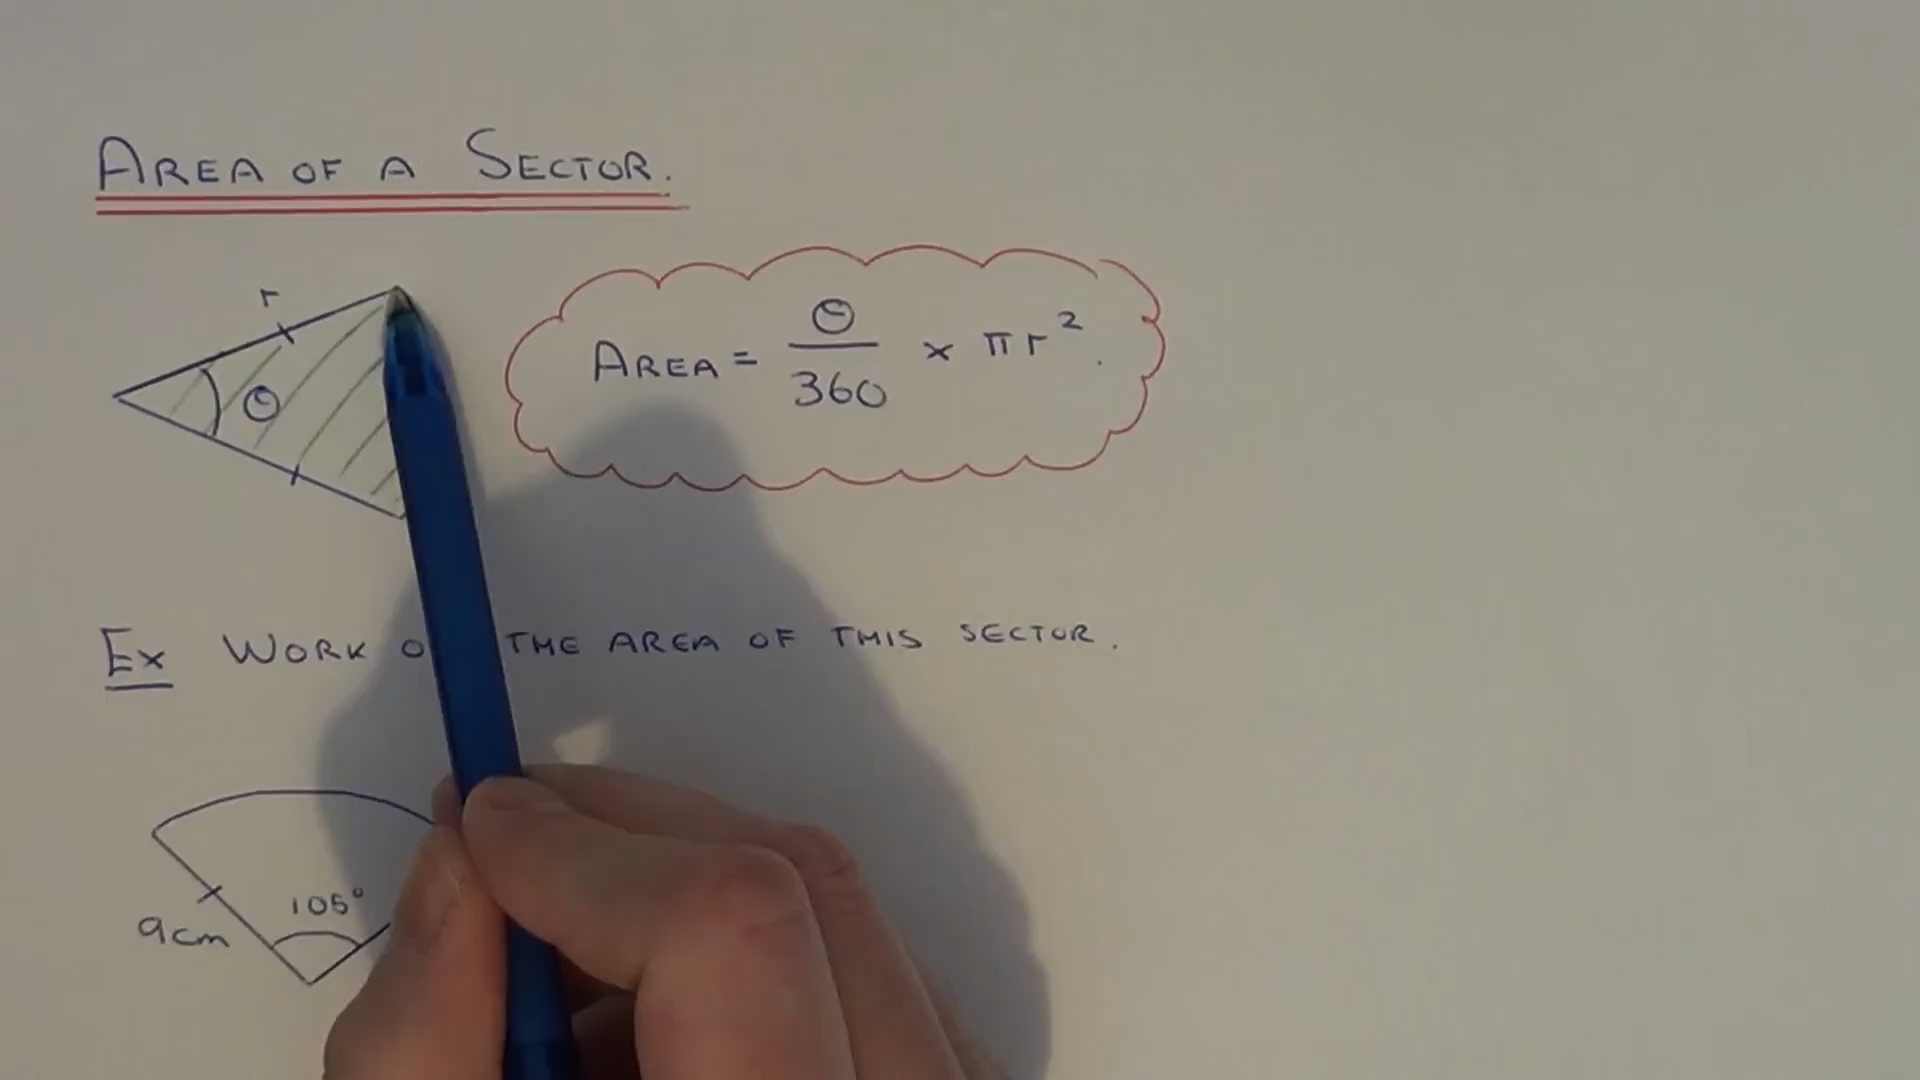 AREA OF A SECTOR.
r
θ
AREA = θ/360 × πr².
Ex WORK THE AREA OF THIS SECTOR.
105°
9cm